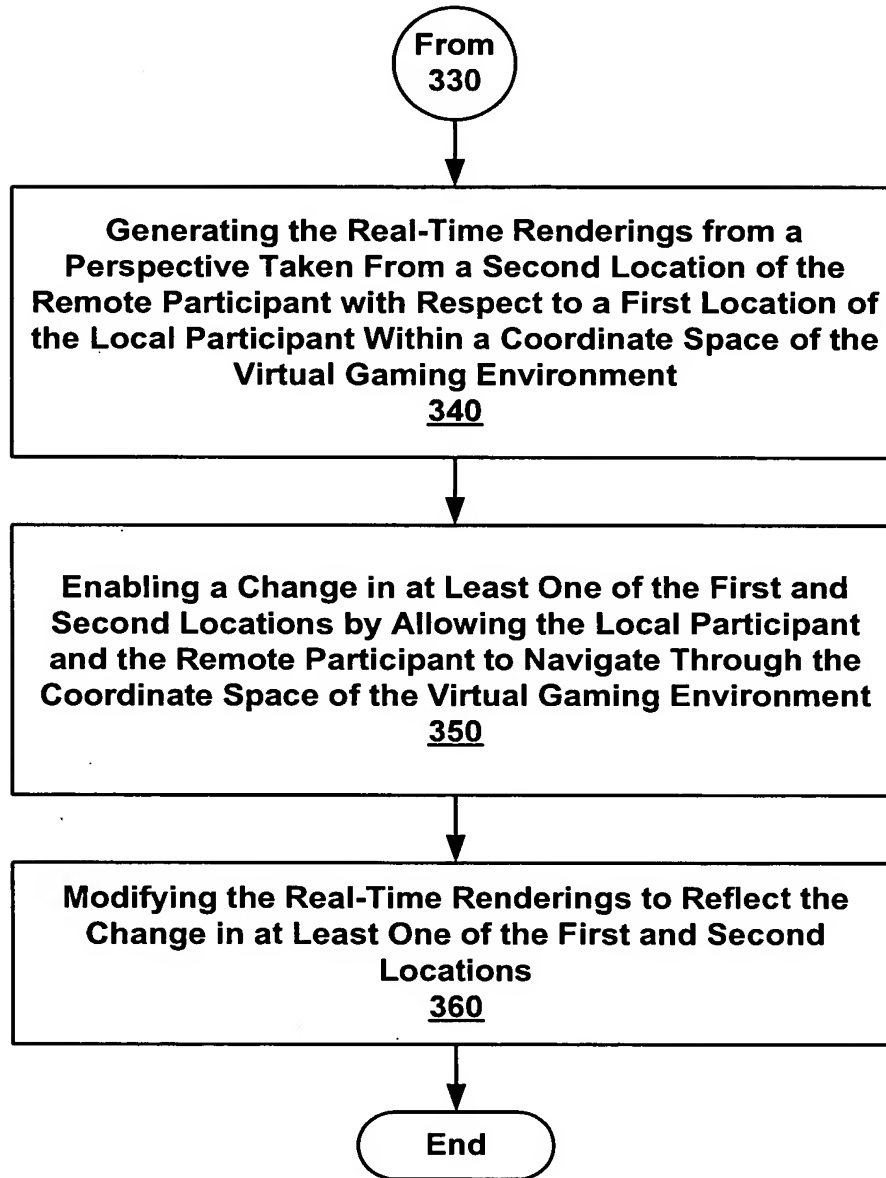 From
330
Generating the Real-Time Renderings from a
Perspective Taken From a Second Location of the
Remote Participant with Respect to a First Location of
the Local Participant Within a Coordinate Space of the
Virtual Gaming Environment
340
Enabling a Change in at Least One of the First and
Second Locations by Allowing the Local Participant
and the Remote Participant to Navigate Through the
Coordinate Space of the Virtual Gaming Environment
350
Modifying the Real-Time Renderings to Reflect the
Change in at Least One of the First and Second
Locations
360
End